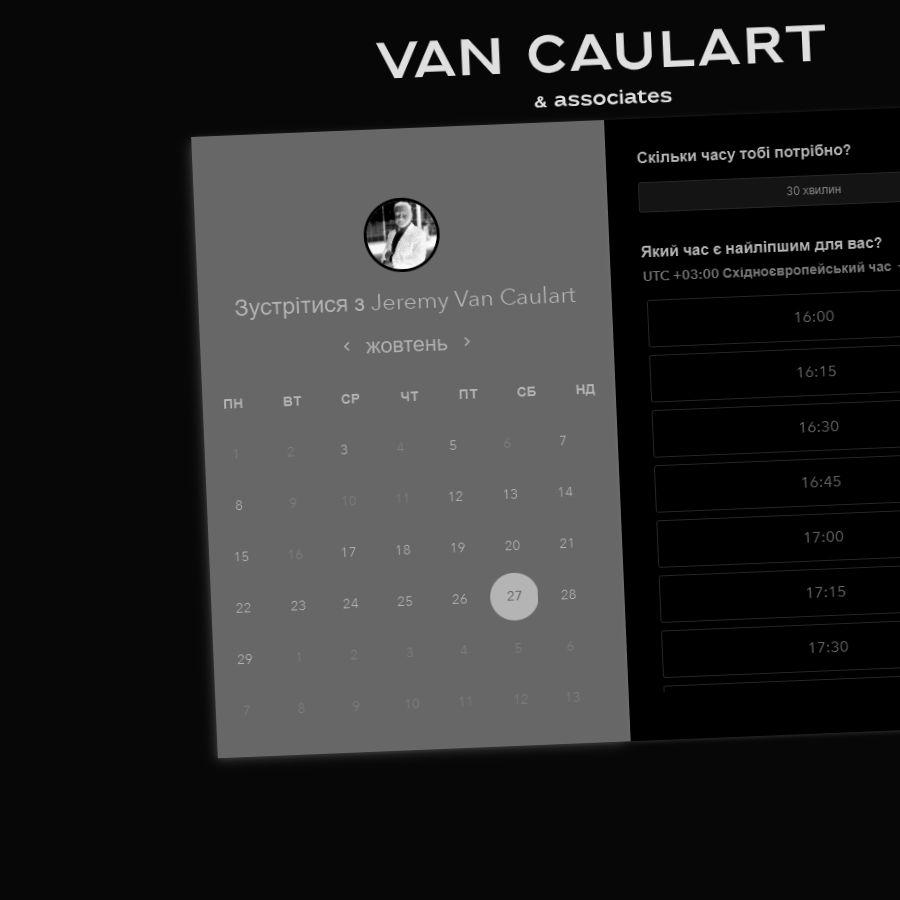 VAN CAULART
& associates
Зустрітися з Jeremy Van Caulart
жовтень
ПН ВТ СР ЧТ ПТ СБ НД
1 2 3 4 5 6 7
8 9 10 11 12 13 14
15 16 17 18 19 20 21
22 23 24 25 26 27 28
29 1 2 3 4 5 6
7 8 9 10 11 12 13
Скільки часу тобі потрібно?
30 хвилин
Який час є найліпшим для вас?
UTC +03:00 Східноєвропейський час
16:00
16:15
16:30
16:45
17:00
17:15
17:30